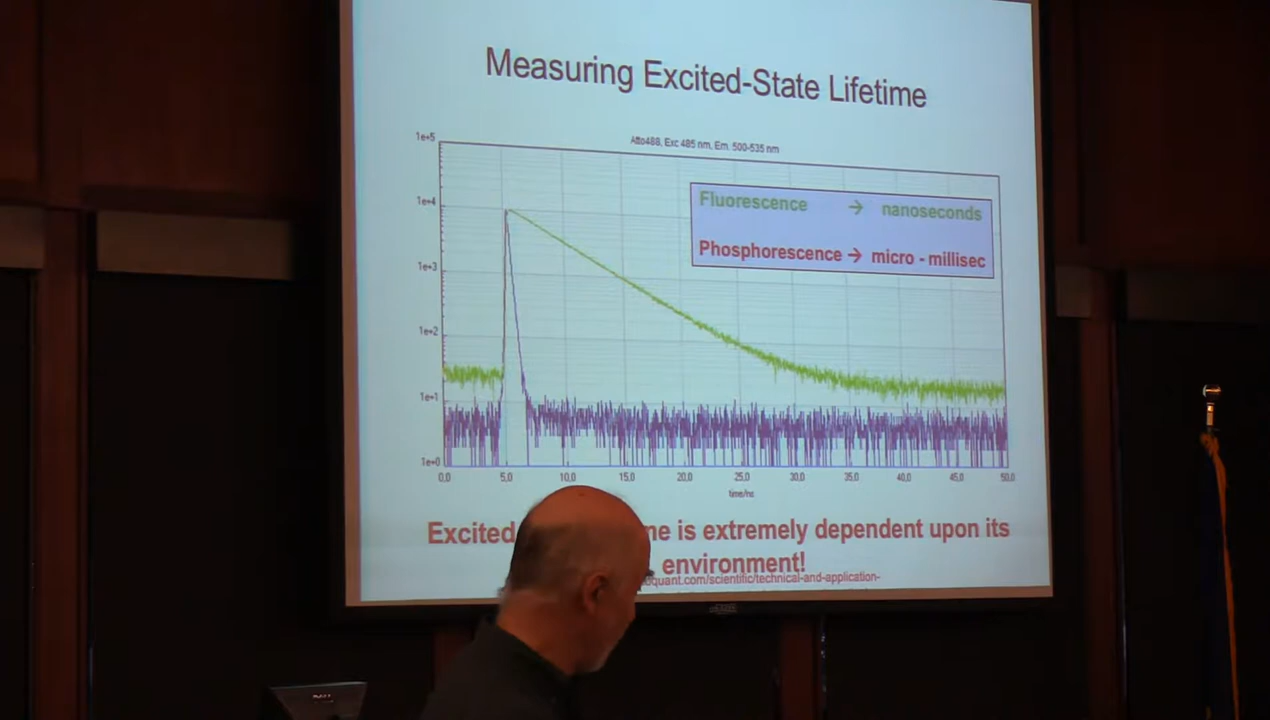 Measuring Excited-State Lifetime
Atto488, Exc 485 nm, Em. 500-535 nm
1e+5
1e+4
1e+3
1e+2
1e+1
1e+0
Fluorescence → nanoseconds
Phosphorescence → micro - millisec
0,0 5,0 10,0 15,0 20,0 25,0 30,0 35,0 40,0 45,0 50,0
time/ns
Excited ne is extremely dependent upon its
environment!
quant.com/scientific/technical-and-application-
DELL